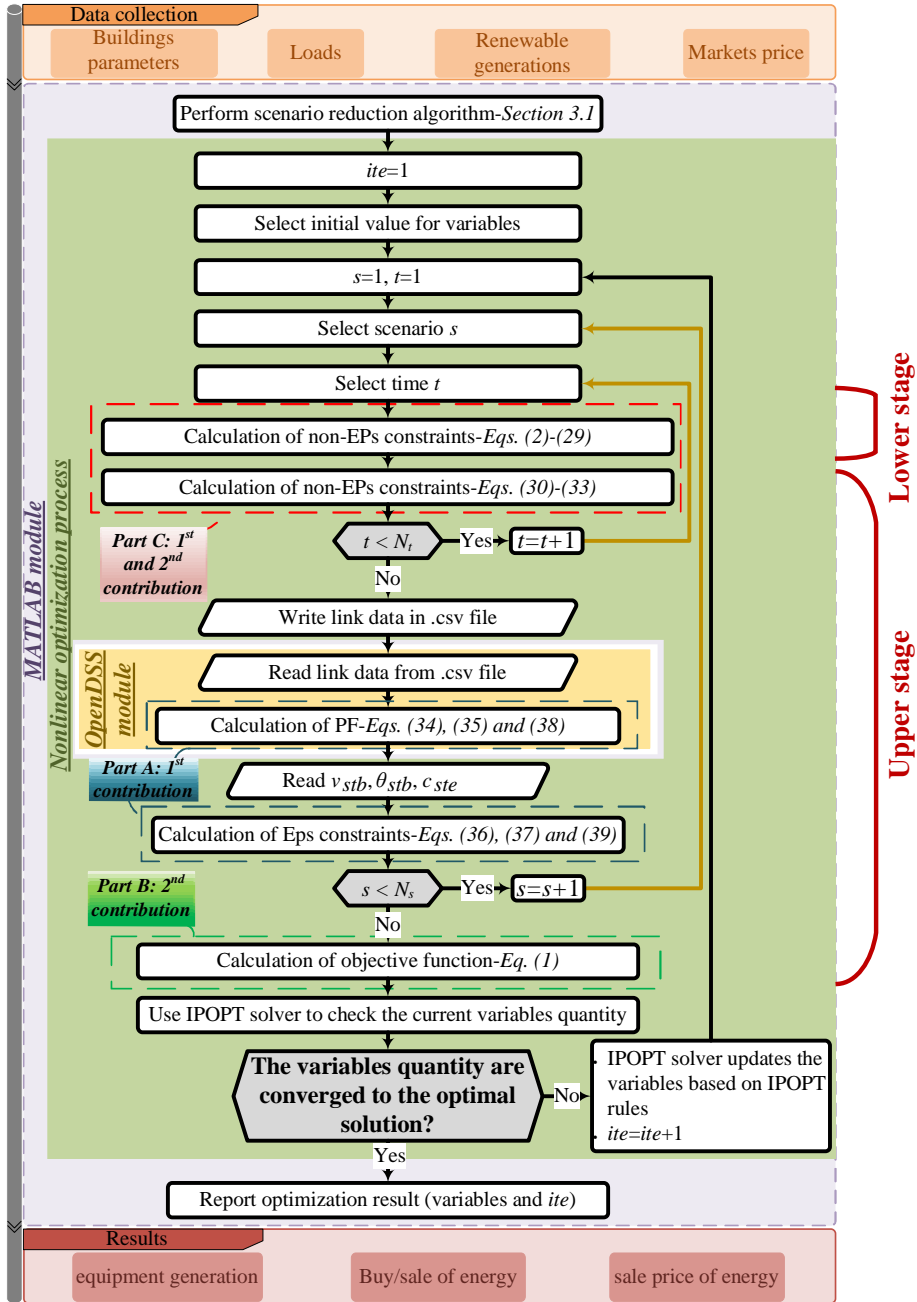 Data collection
Buildings
parameters
Loads
Renewable
generations
Markets price
Perform scenario reduction algorithm-Section 3.1
ite=1
Select initial value for variables
s=1, t=1
Select scenario s
Select time t
Calculation of non-EPs constraints-Eqs. (2)-(29)
Calculation of non-EPs constraints-Eqs. (30)-(33)
Part C: 1st
and 2nd
contribution
t < Nt
Yes
t=t+1
No
Write link data in .csv file
Read link data from .csv file
Calculation of PF-Eqs. (34), (35) and (38)
OpenDSS
module
Part A: 1st
contribution
Read vstb, θstb, cste
Calculation of Eps constraints-Eqs. (36), (37) and (39)
Part B: 2nd
contribution
s < Ns
Yes
s=s+1
No
Calculation of objective function-Eq. (1)
Use IPOPT solver to check the current variables quantity
The variables quantity are
converged to the optimal
solution?
No
· IPOPT solver updates the
variables based on IPOPT
rules
· ite=ite+1
Yes
Report optimization result (variables and ite)
MATLAB module
Nonlinear optimization process
Lower stage
Upper stage
Results
equipment generation
Buy/sale of energy
sale price of energy